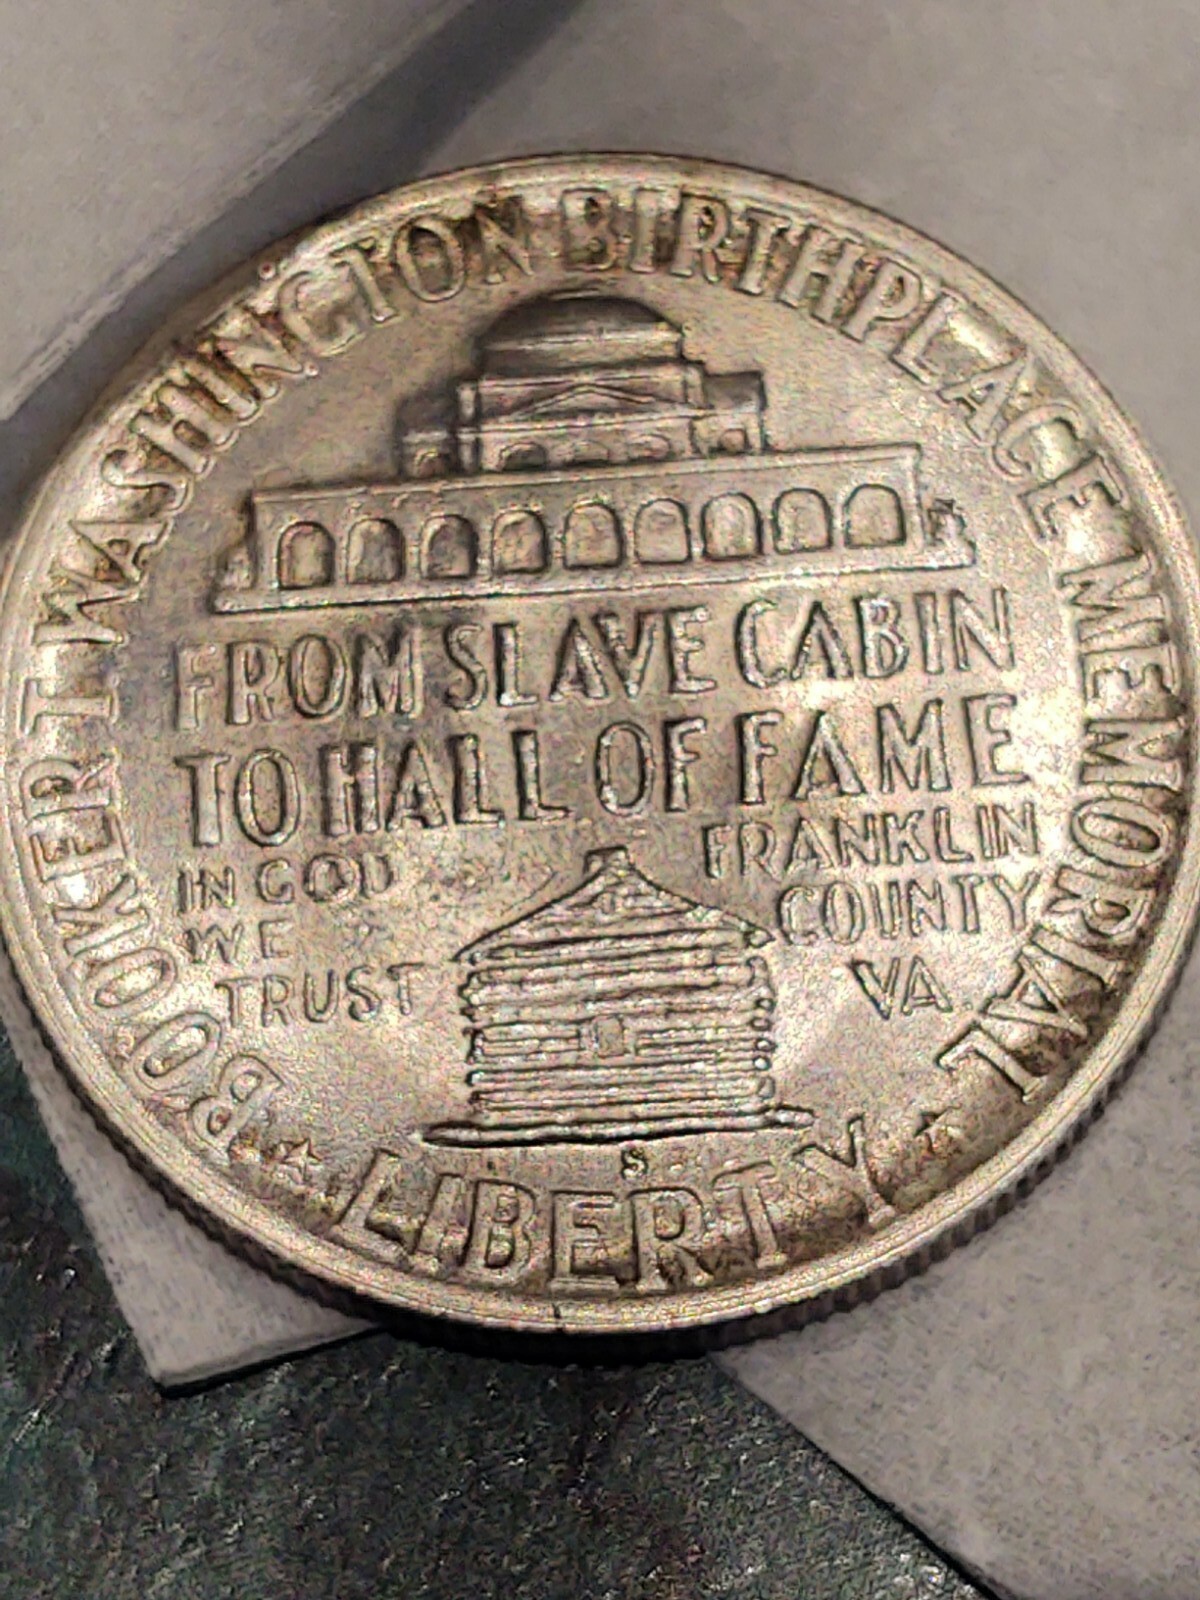 BOOKER T WASHINGTON BIRTHPLACE MEMORIAL
FROM SLAVE CABIN
TO HALL OF FAME
IN GOD
WE
TRUST
FRANKLIN
COUNTY
VA.
S
★ LIBERTY ★